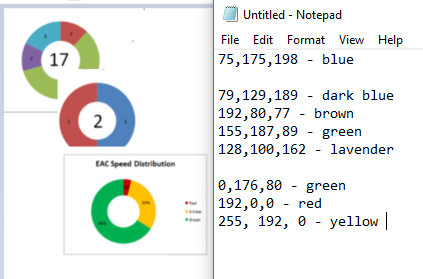 17
2
1
1
EAC Speed Distribution
Red
Amber
Green
Untitled - Notepad
File Edit Format View Help
75,175,198 - blue
79,129,189 - dark blue
192,80,77 - brown
155,187,89 - green
128,100,162 - lavender
0,176,80 - green
192,0,0 - red
255, 192, 0 - yellow